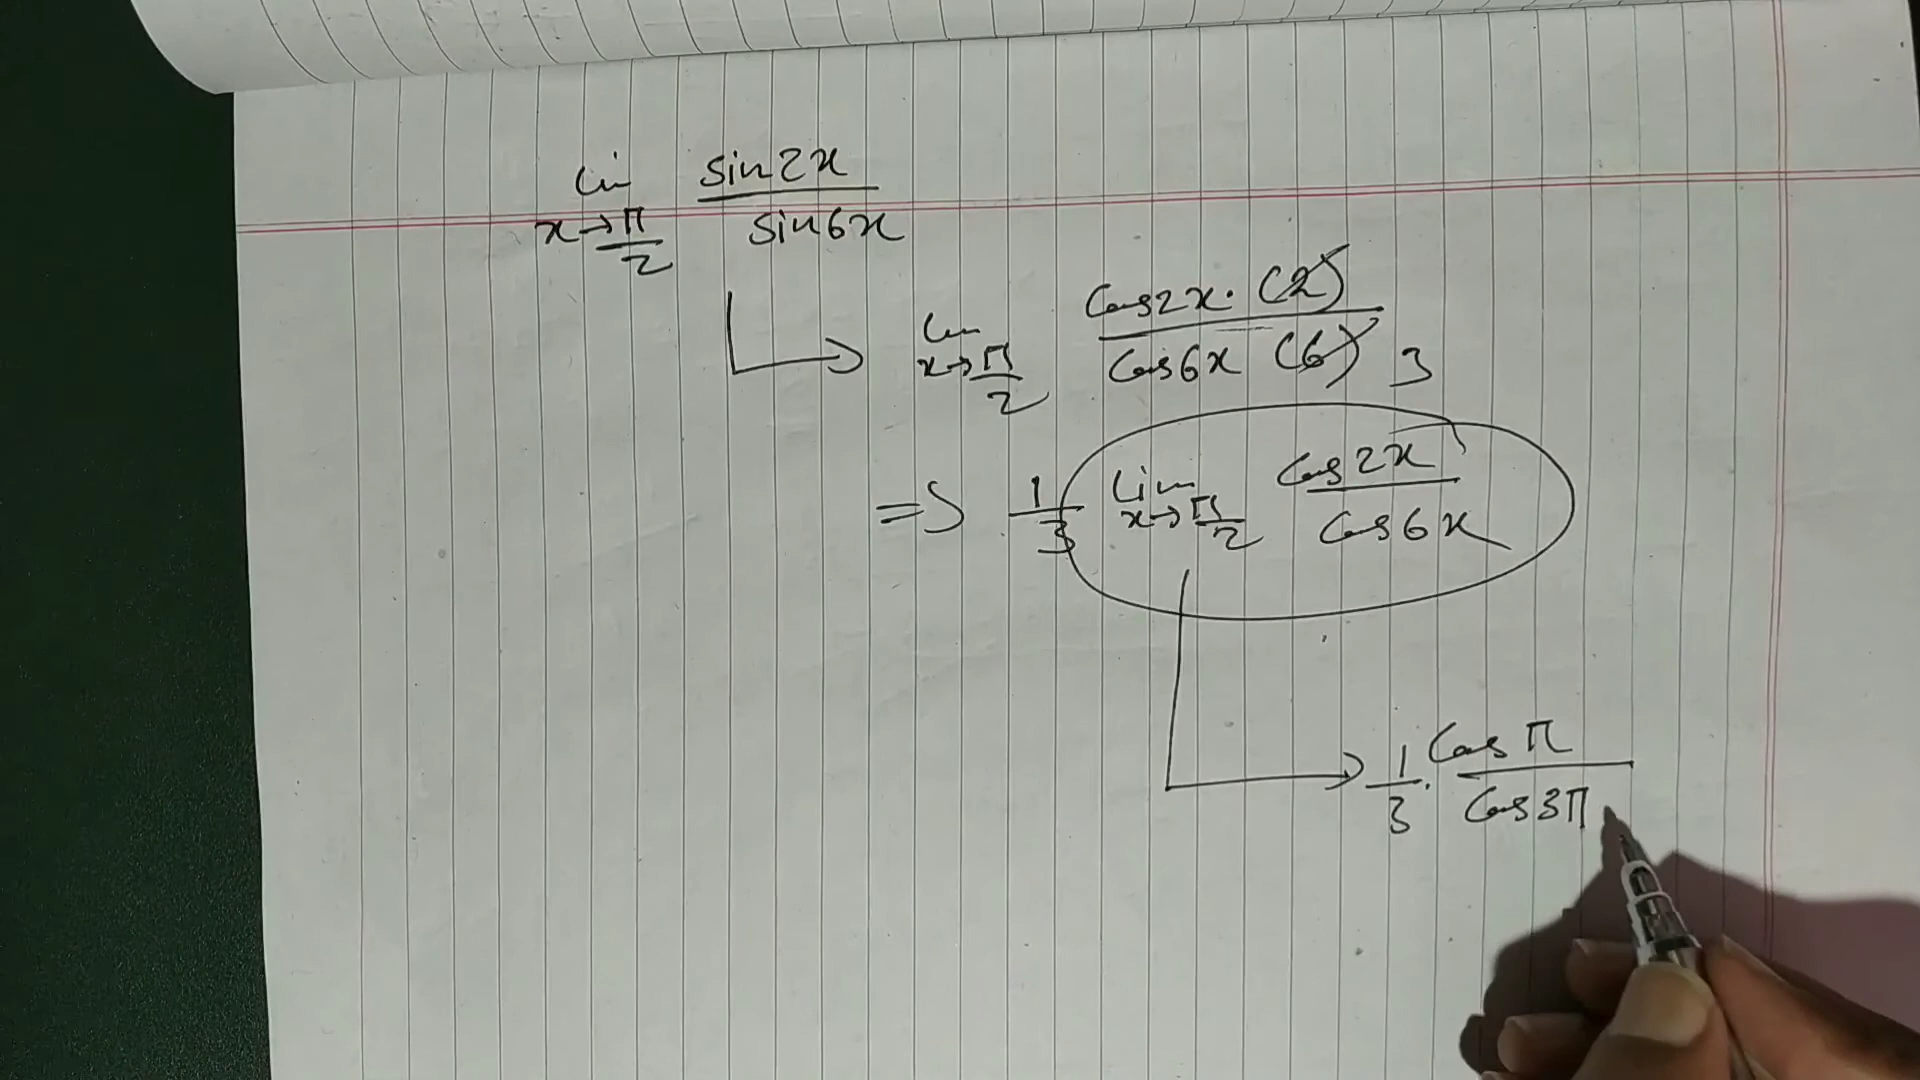 lim x→π/2 sin2x / sin6x
lim x→π/2 Cos2x·(2) / Cos6x (6) 3
=> 1/3 lim x→π/2 Cos2x / Cos6x
1/3 · Cosπ / Cos3π